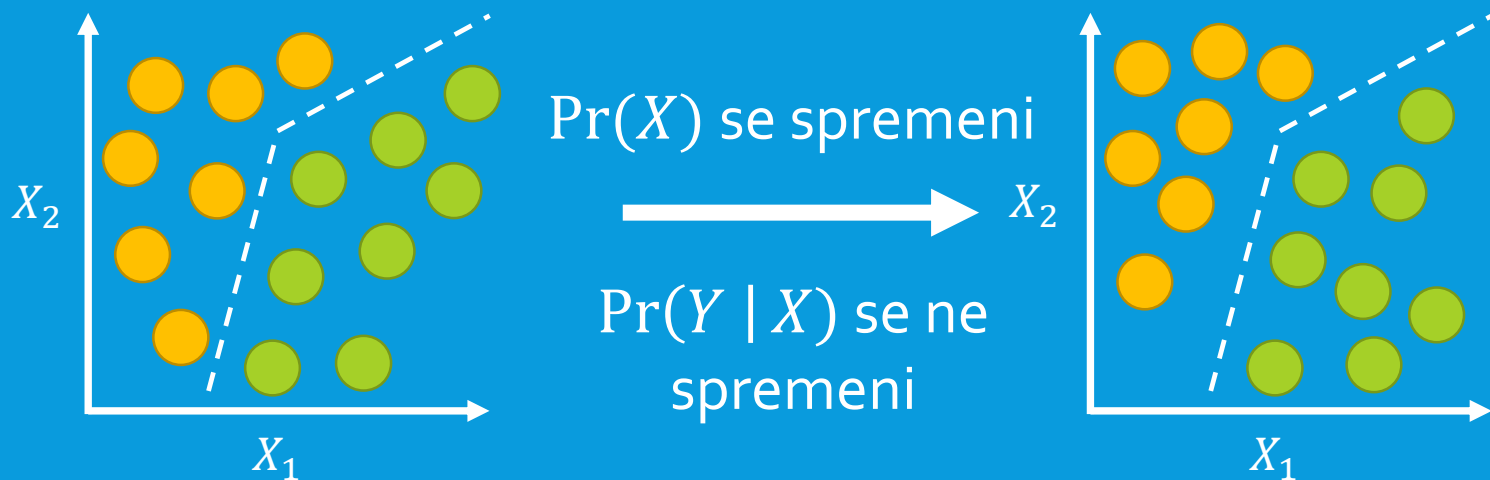 X₂
X₁
Pr(X) se spremeni
Pr(Y | X) se ne
spremeni
X₂
X₁